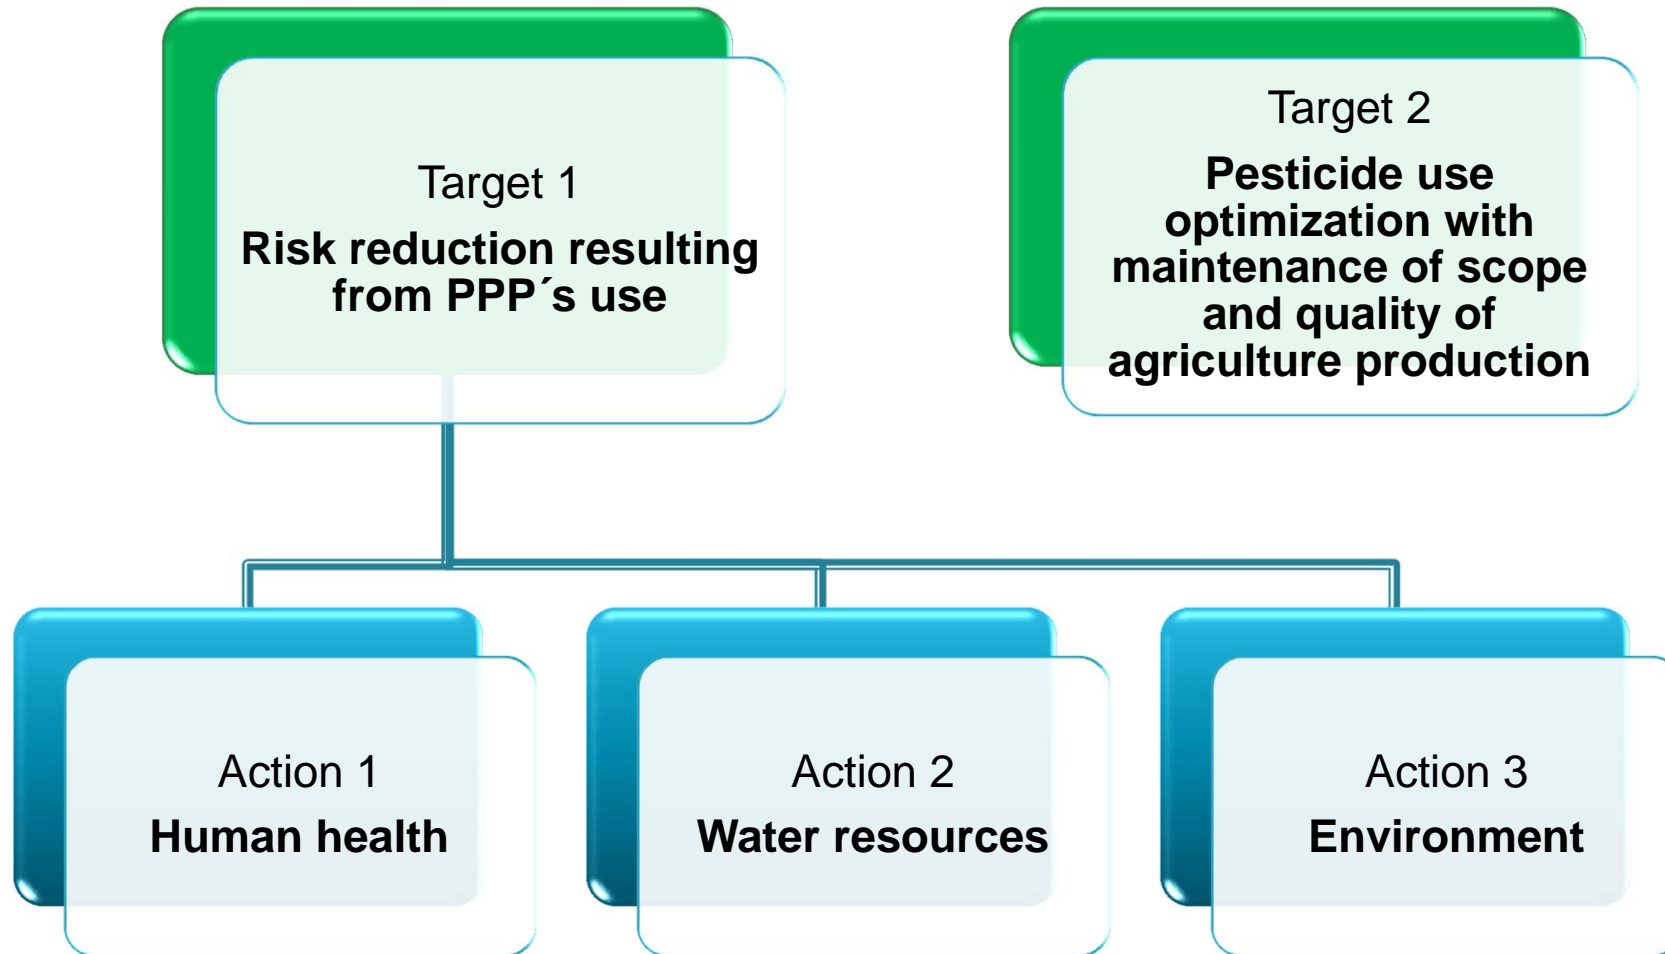 Target 1
Risk reduction resulting
from PPP´s use
Target 2
Pesticide use
optimization with
maintenance of scope
and quality of
agriculture production
Action 1
Human health
Action 2
Water resources
Action 3
Environment